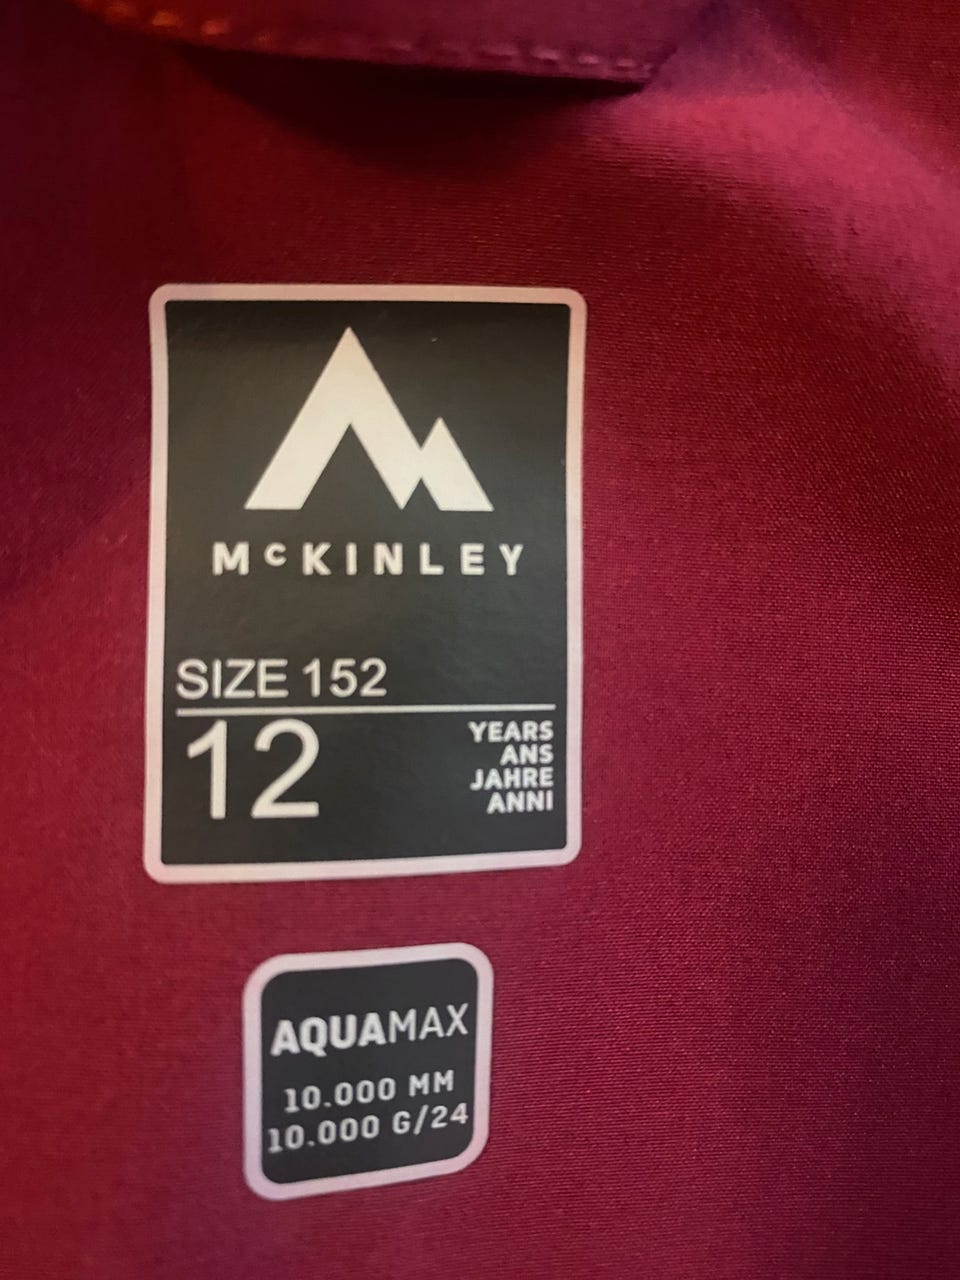 McKINLEY
SIZE 152
12
YEARS
ANS
JAHRE
ANNI
AQUAMAX
10.000 MM
10.000 G/24